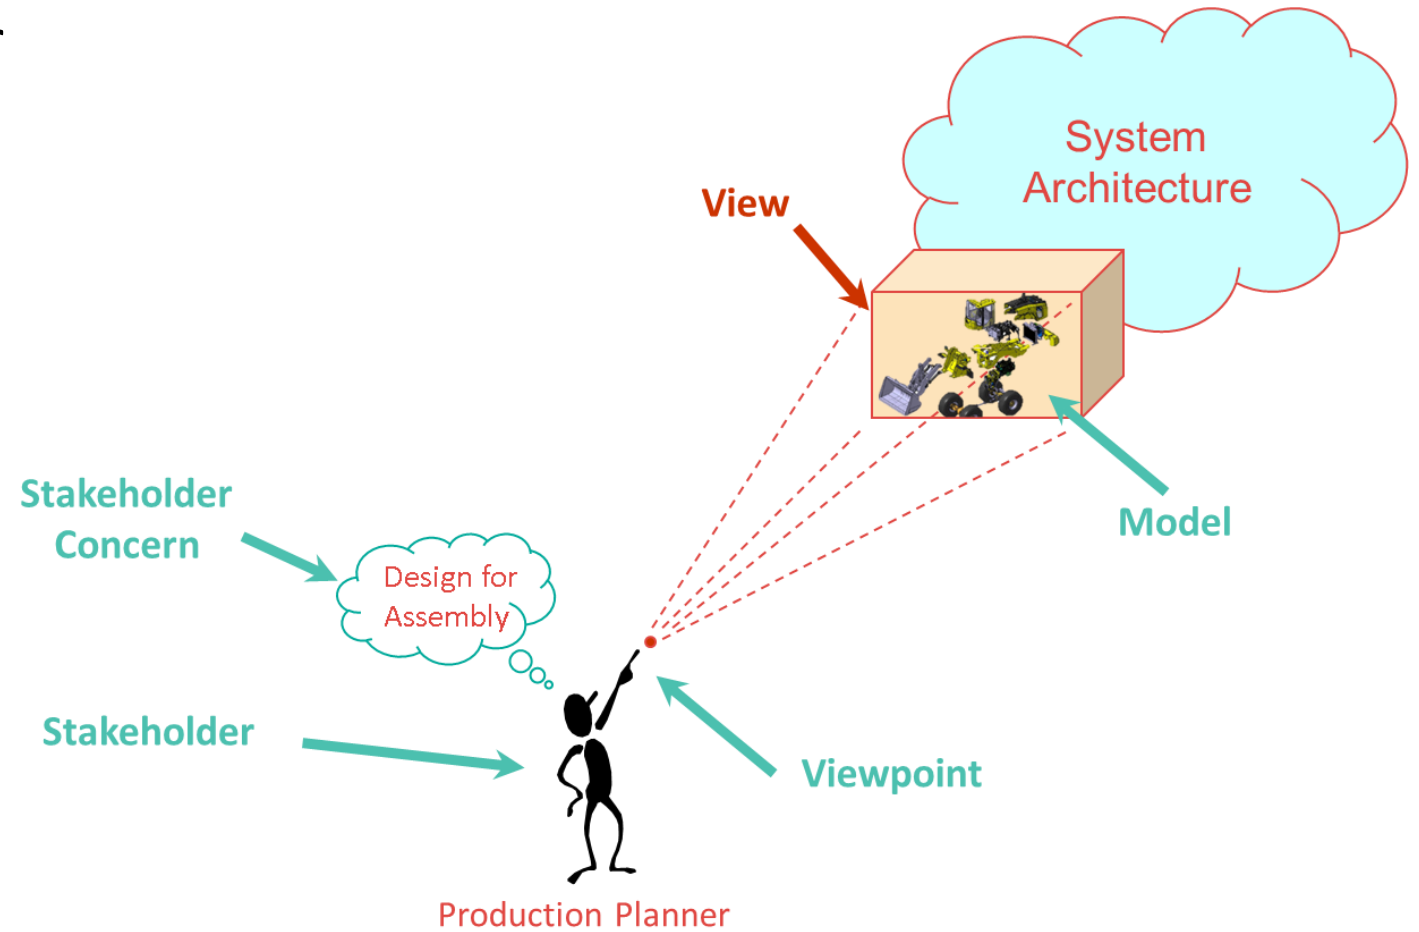 System
Architecture
View
Model
Stakeholder
Concern
Design for
Assembly
Stakeholder
Viewpoint
Production Planner